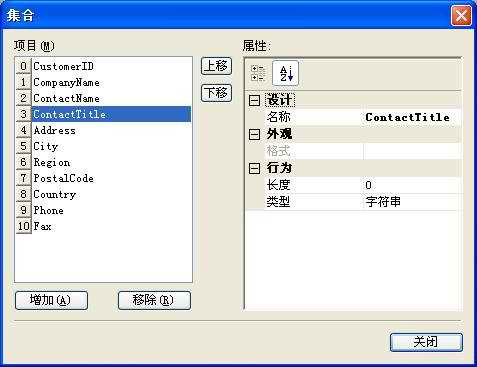 集合
项目(M)
0 CustomerID
1 CompanyName
2 ContactName
3 ContactTitle
4 Address
5 City
6 Region
7 PostalCode
8 Country
9 Phone
10 Fax
上移
下移
增加(A)
移除(R)
属性:
A
Z
设计
名称 ContactTitle
外观
格式
行为
长度 0
类型 字符串
关闭